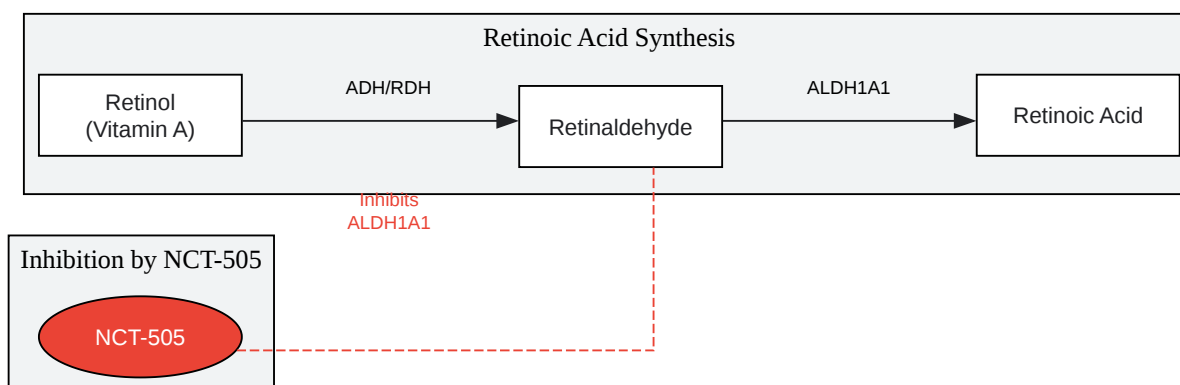 Retinoic Acid Synthesis
Retinol
(Vitamin A)
ADH/RDH
Retinaldehyde
ALDH1A1
Retinoic Acid
Inhibits
ALDH1A1
Inhibition by NCT-505
NCT-505